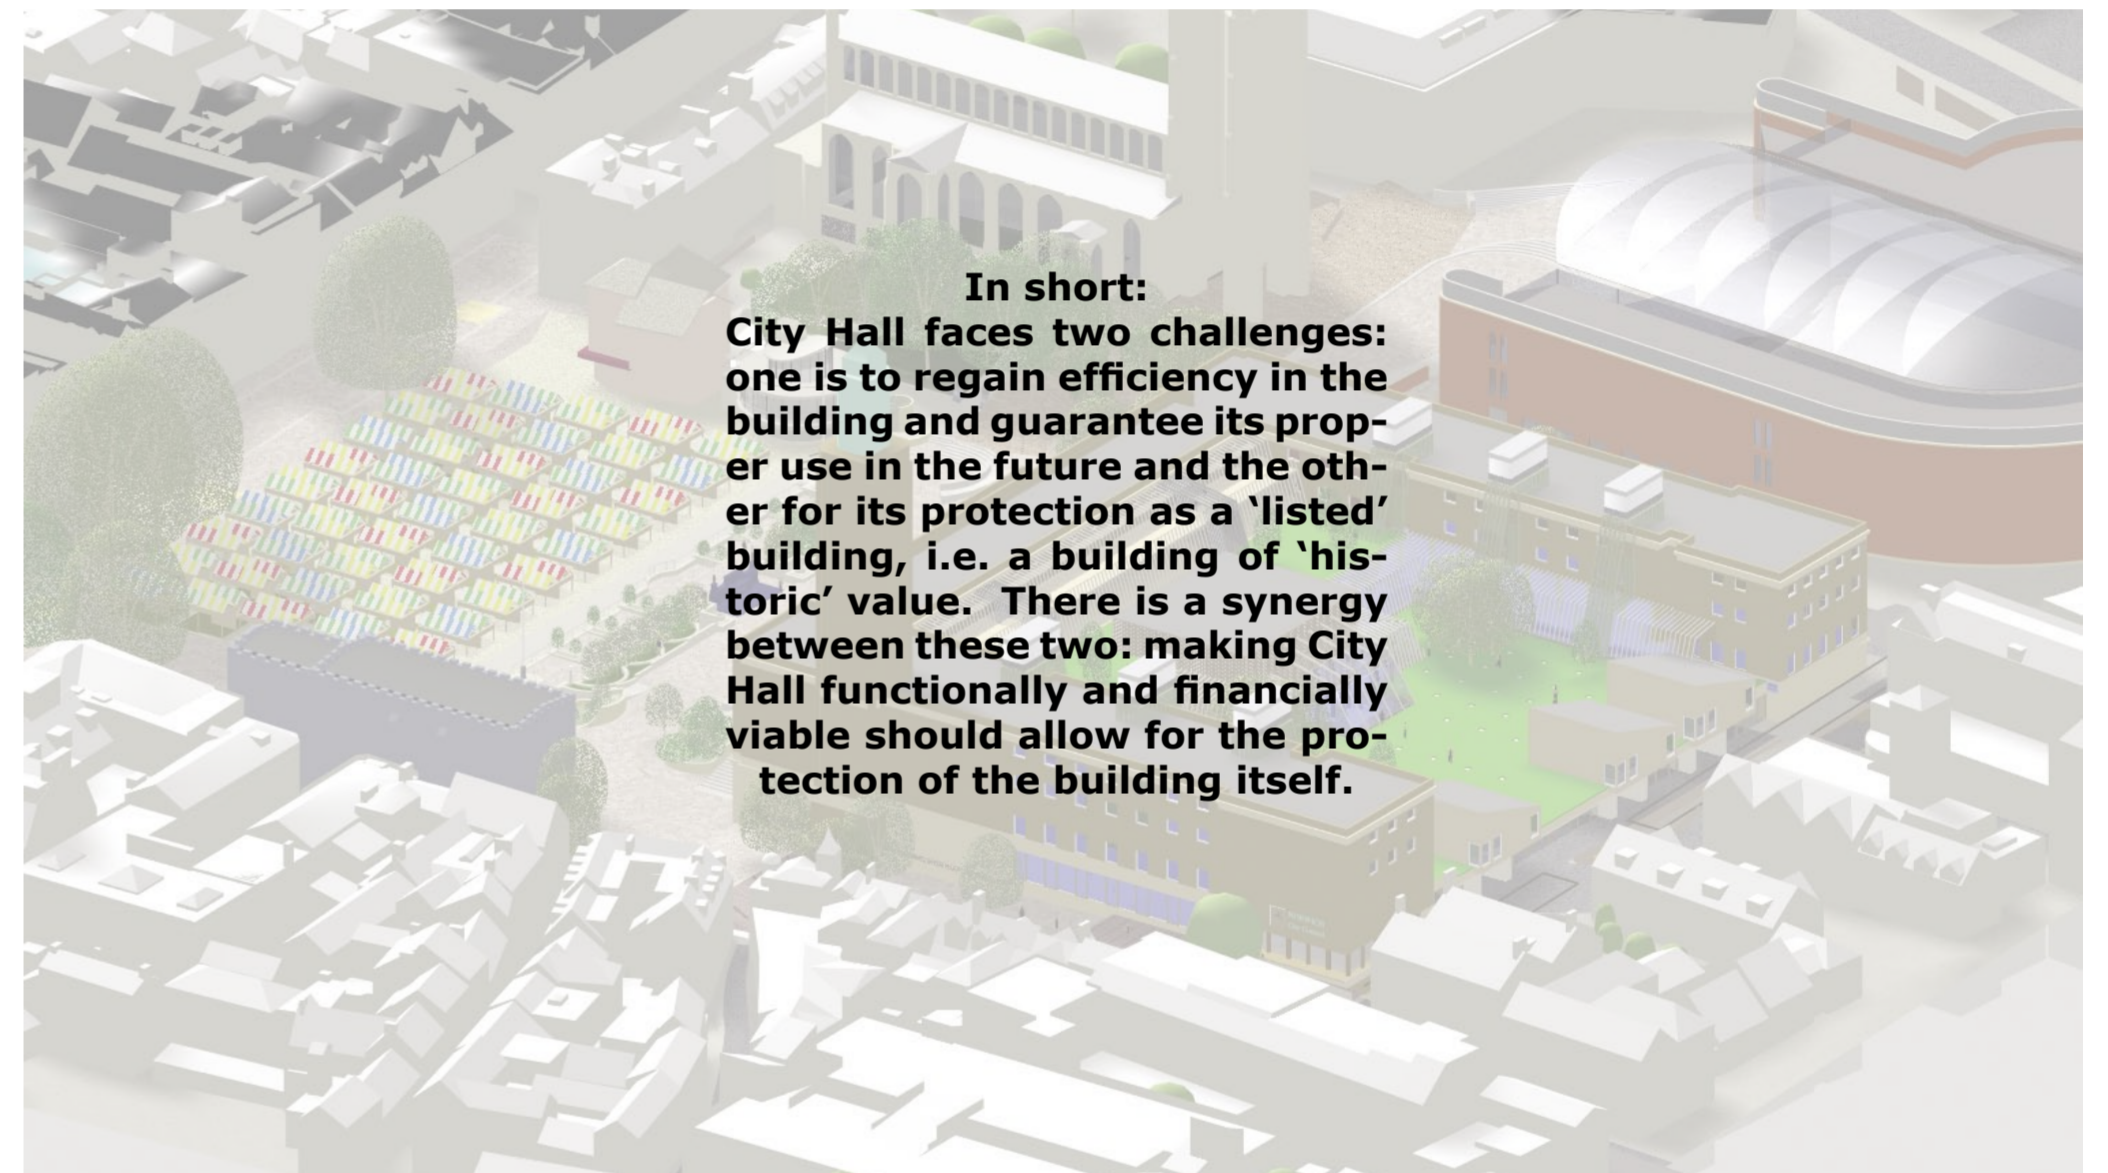 In short:
City Hall faces two challenges:
one is to regain efficiency in the
building and guarantee its prop-
er use in the future and the oth-
er for its protection as a ‘listed’
building, i.e. a building of ‘his-
toric’ value.  There is a synergy
between these two: making City
Hall functionally and financially
viable should allow for the pro-
tection of the building itself.